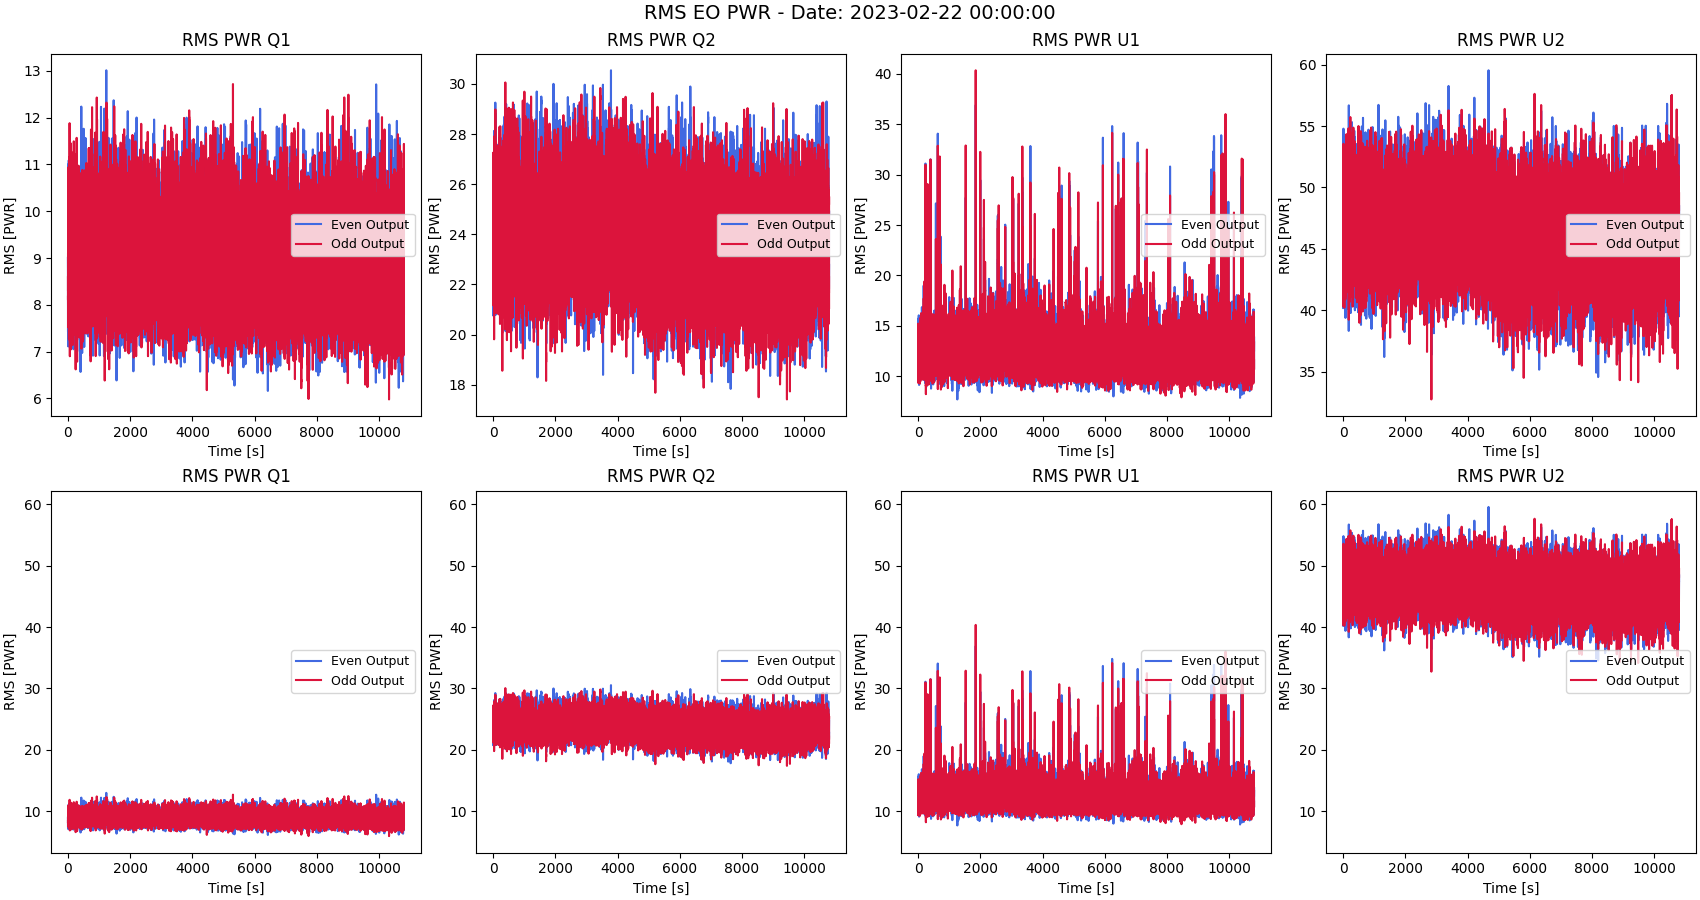 RMS EO PWR - Date: 2023-02-22 00:00:00
RMS PWR Q1
RMS [PWR]
13
12
11
10
9
8
7
6
0 2000 4000 6000 8000 10000
Time [s]
Even Output
Odd Output
RMS PWR Q2
RMS [PWR]
30
28
26
24
22
20
18
0 2000 4000 6000 8000 10000
Time [s]
Even Output
Odd Output
RMS PWR U1
RMS [PWR]
40
35
30
25
20
15
10
0 2000 4000 6000 8000 10000
Time [s]
Even Output
Odd Output
RMS PWR U2
RMS [PWR]
60
55
50
45
40
35
0 2000 4000 6000 8000 10000
Time [s]
Even Output
Odd Output
RMS PWR Q1
RMS [PWR]
60
50
40
30
20
10
0 2000 4000 6000 8000 10000
Time [s]
Even Output
Odd Output
RMS PWR Q2
RMS [PWR]
60
50
40
30
20
10
0 2000 4000 6000 8000 10000
Time [s]
Even Output
Odd Output
RMS PWR U1
RMS [PWR]
60
50
40
30
20
10
0 2000 4000 6000 8000 10000
Time [s]
Even Output
Odd Output
RMS PWR U2
RMS [PWR]
60
50
40
30
20
10
0 2000 4000 6000 8000 10000
Time [s]
Even Output
Odd Output